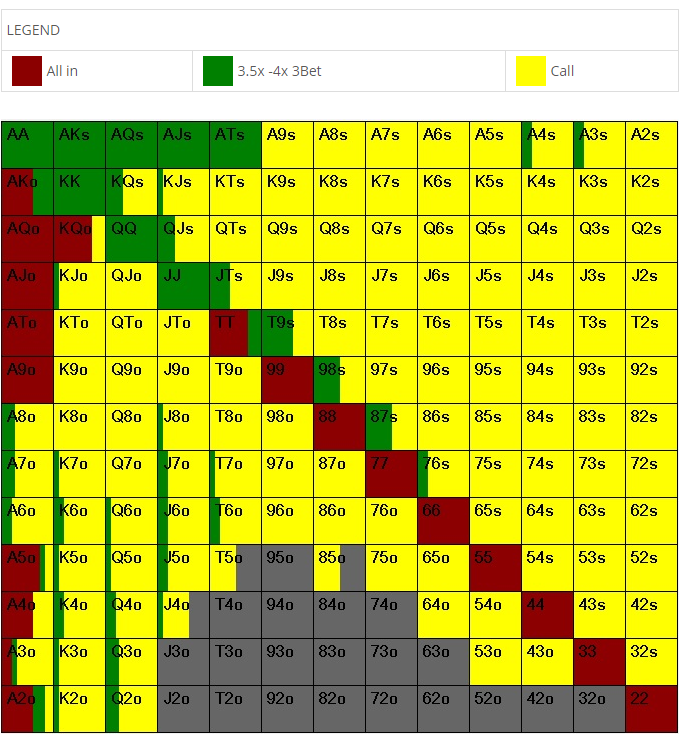 LEGEND
All in 3.5x -4x 3Bet Call
AA AKs AQs AJs ATs A9s A8s A7s A6s A5s A4s A3s A2s
AKo KK KQs KJs KTs K9s K8s K7s K6s K5s K4s K3s K2s
AQo KQo QQ QJs QTs Q9s Q8s Q7s Q6s Q5s Q4s Q3s Q2s
AJo KJo QJo JJ JTs J9s J8s J7s J6s J5s J4s J3s J2s
ATo KTo QTo JTo TT T9s T8s T7s T6s T5s T4s T3s T2s
A9o K9o Q9o J9o T9o 99 98s 97s 96s 95s 94s 93s 92s
A8o K8o Q8o J8o T8o 98o 88 87s 86s 85s 84s 83s 82s
A7o K7o Q7o J7o T7o 97o 87o 77 76s 75s 74s 73s 72s
A6o K6o Q6o J6o T6o 96o 86o 76o 66 65s 64s 63s 62s
A5o K5o Q5o J5o T5o 95o 85o 75o 65o 55 54s 53s 52s
A4o K4o Q4o J4o T4o 94o 84o 74o 64o 54o 44 43s 42s
A3o K3o Q3o J3o T3o 93o 83o 73o 63o 53o 43o 33 32s
A2o K2o Q2o J2o T2o 92o 82o 72o 62o 52o 42o 32o 22